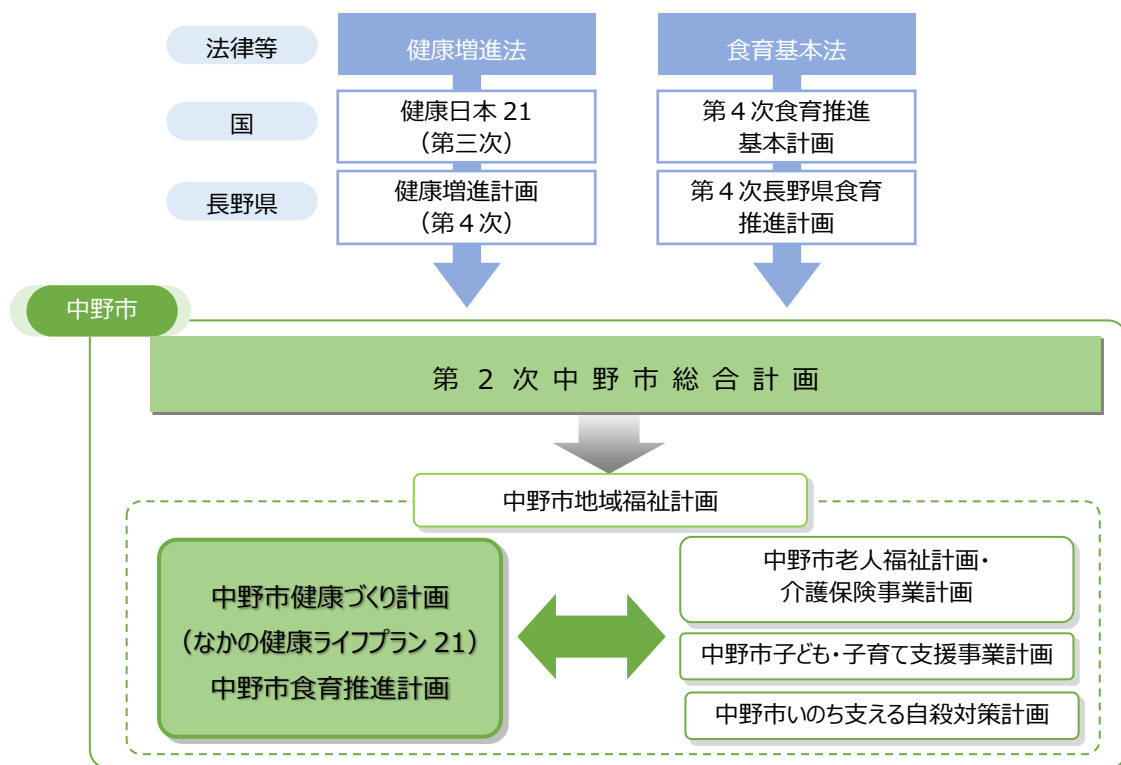 法律等
健康増進法
食育基本法
国
健康日本 21
（第三次）
第４次食育推進
基本計画
長野県
健康増進計画
（第４次）
第４次長野県食育
推進計画
中野市
第 2 次 中 野 市 総 合 計 画
中野市地域福祉計画
中野市健康づくり計画
（なかの健康ライフプラン 21）
中野市食育推進計画
中野市老人福祉計画・
介護保険事業計画
中野市子ども・子育て支援事業計画
中野市いのち支える自殺対策計画